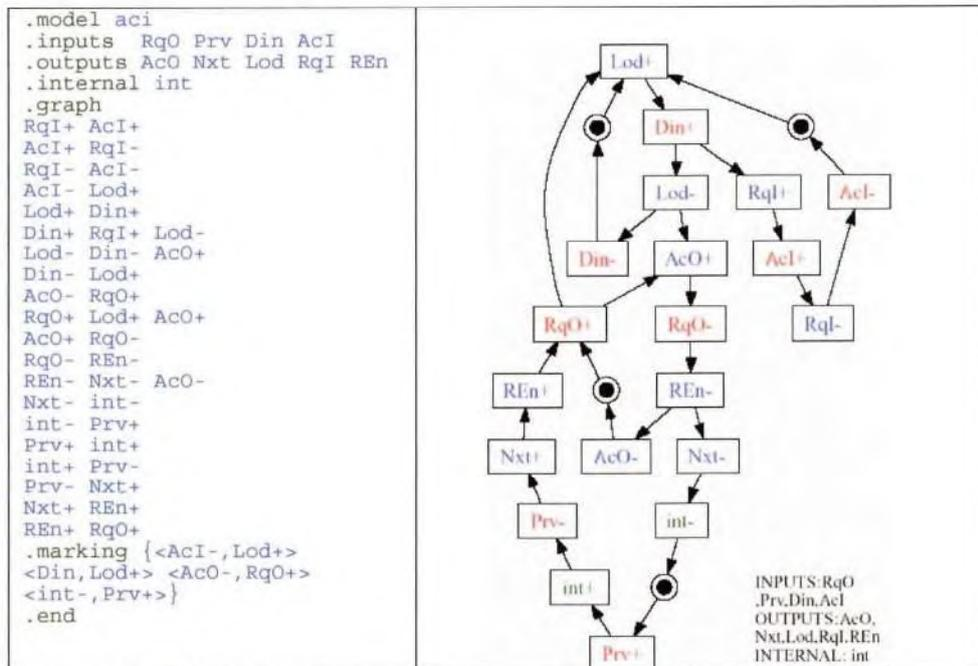 .model aci
.inputs RqO Prv Din AcI
.outputs AcO Nxt Lod RqI REn
.internal int
.graph
RqI+ AcI+
AcI+ RqI-
RqI- AcI-
AcI- Lod+
Lod+ Din+
Din+ RqI+ Lod-
Lod- Din- AcO+
Din- Lod+
AcO- RqO+
RqO+ Lod+ AcO+
AcO+ RqO-
RqO- REn-
REn- Nxt- AcO-
Nxt- int-
int- Prv+
Prv+ int+
int+ Prv-
Prv- Nxt+
Nxt+ REn+
REn+ RqO+
.marking {<AcI-,Lod+>
<Din,Lod+> <AcO-,RqO+>
<int-,Prv+>}
.end
Lod+
Din+
Lod- RqI+ AcI-
Din- AcO+ AcI+
RqO+ RqO- RqI-
REn+ REn-
Nxt+ AcO- Nxt-
Prv- int-
int+
Prv+
INPUTS:RqO
,Prv,Din,AcI
OUTPUTS:AcO,
Nxt,Lod,RqI,REn
INTERNAL: int